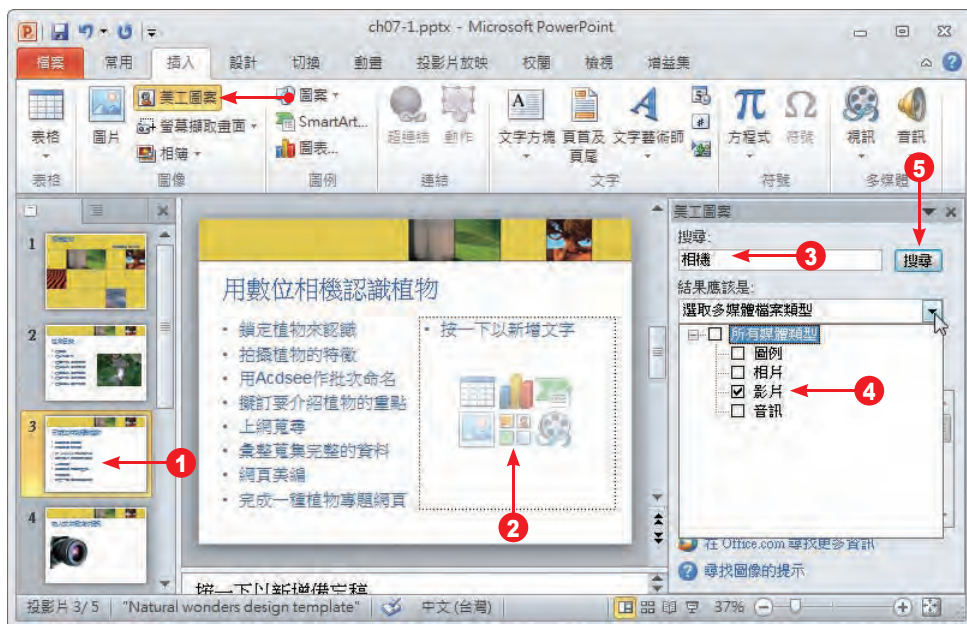 ch07-1.pptx - Microsoft PowerPoint
檔案 常用 插入 設計 切換 動畫 投影片放映 校閱 檢視 增益集
表格
圖片
美工圖案
螢幕擷取畫面
相簿
圖案
SmartArt...
圖表...
超連結 動作
文字方塊 頁首及頁尾 文字藝術師
方程式 符號
視訊 音訊
表格 圖像 圖例 連結 文字 符號 多媒體
5
1
2
3
4
1
用數位相機認識植物
• 鎖定植物來認識
• 拍攝植物的特徵
• 用Acdsee作批次命名
• 擬訂要介紹植物的重點
• 上網蒐尋
• 彙整蒐集完整的資料
• 網頁美編
• 完成一種植物專題網頁
• 按一下以新增文字
2
按一下以新增備忘稿
美工圖案
搜尋:
相機
3
搜尋
結果應該是:
選取多媒體檔案類型
所有媒體類型
圖例
相片
影片
4
音訊
在 Office.com 尋找更多資訊
尋找圖像的提示
投影片 3/5 "Natural wonders design template" 中文(台灣) 37%